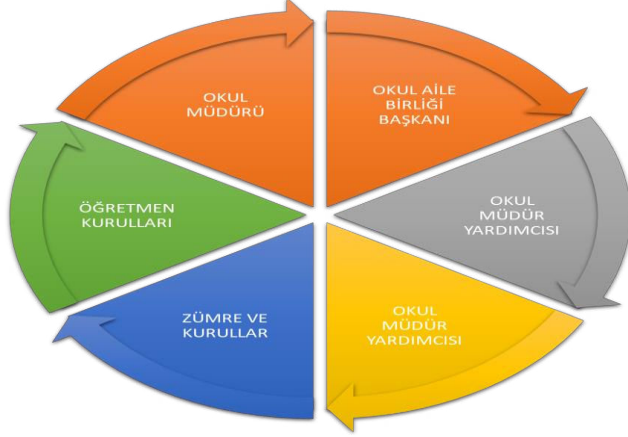 OKUL
MÜDÜRÜ
OKUL AİLE
BİRLİĞİ
BAŞKANI
OKUL
MÜDÜR
YARDIMCISI
OKUL
MÜDÜR
YARDIMCISI
ZÜMRE VE
KURULLAR
ÖĞRETMEN
KURULLARI